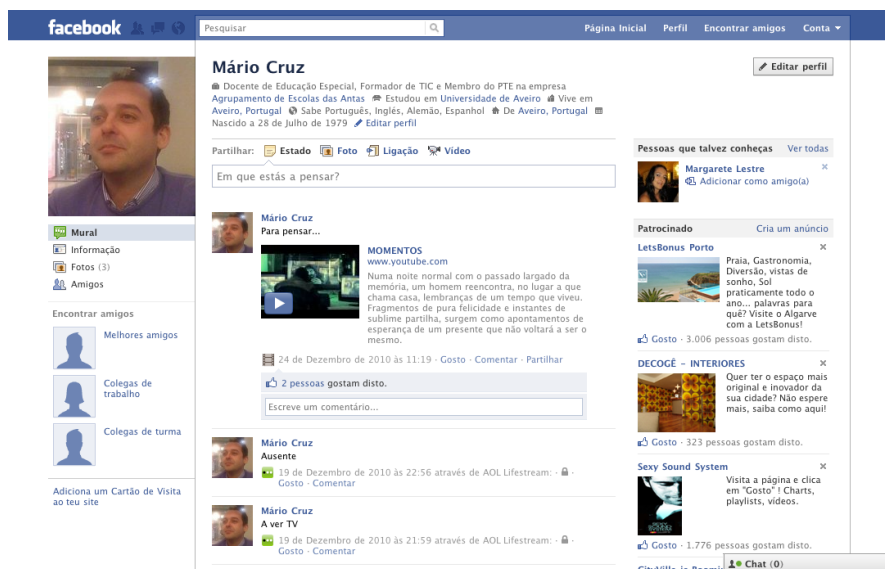 facebook
Pesquisar
Página Inicial Perfil Encontrar amigos Conta
Mário Cruz
Editar perfil
Docente de Educação Especial, Formador de TIC e Membro do PTE na empresa
Agrupamento de Escolas das Antas Estudou em Universidade de Aveiro Vive em
Aveiro, Portugal Sabe Português, Inglês, Alemão, Espanhol De Aveiro, Portugal
Nascido a 28 de Julho de 1979 Editar perfil
Partilhar: Estado Foto Ligação Vídeo
Em que estás a pensar?
Mural
Informação
Fotos (3)
Amigos
Encontrar amigos
Melhores amigos
Colegas de
trabalho
Colegas de turma
Adiciona um Cartão de Visita
ao teu site
Mário Cruz
Para pensar...
MOMENTOS
www.youtube.com
Numa noite normal com o passado largado da
memória, um homem reencontra, no lugar a que
chama casa, lembranças de um tempo que viveu.
Fragmentos de pura felicidade e instantes de
sublime partilha, surgem como apontamentos de
esperança de um presente que não voltará a ser o
mesmo.
24 de Dezembro de 2010 às 11:19 · Gosto · Comentar · Partilhar
2 pessoas gostam disto.
Escreve um comentário...
Mário Cruz
Ausente
19 de Dezembro de 2010 às 22:56 através de AOL Lifestream: ·
Gosto · Comentar
Mário Cruz
A ver TV
19 de Dezembro de 2010 às 21:59 através de AOL Lifestream: ·
Gosto · Comentar
Pessoas que talvez conheças Ver todas
Margarete Lestre
Adicionar como amigo(a)
Patrocinado Cria um anúncio
LetsBonus Porto
Praia, Gastronomia,
Diversão, vistas de
sonho, Sol
praticamente todo o
ano... palavras para
quê? Visite o Algarve
com a LetsBonus!
Gosto · 3.006 pessoas gostam disto.
DECOGÊ – INTERIORES
Quer ter o espaço mais
original e inovador da
sua cidade? Não espere
mais, saiba como aqui!
Gosto · 323 pessoas gostam disto.
Sexy Sound System
Visita a página e clica
em "Gosto" ! Charts,
playlists, vídeos.
Gosto · 1.776 pessoas gostam disto.
Chat (0)